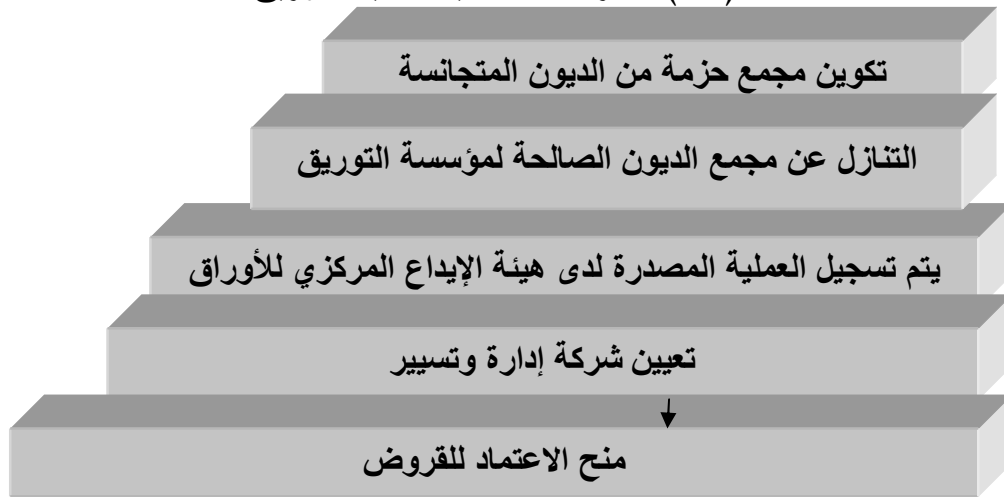 تكوين مجمع حزمة من الديون المتجانسة
التنازل عن مجمع الديون الصالحة لمؤسسة التوريق
يتم تسجيل العملية المصدرة لدى هيئة الإيداع المركزي للأوراق
تعيين شركة إدارة وتسيير
منح الاعتماد للقروض